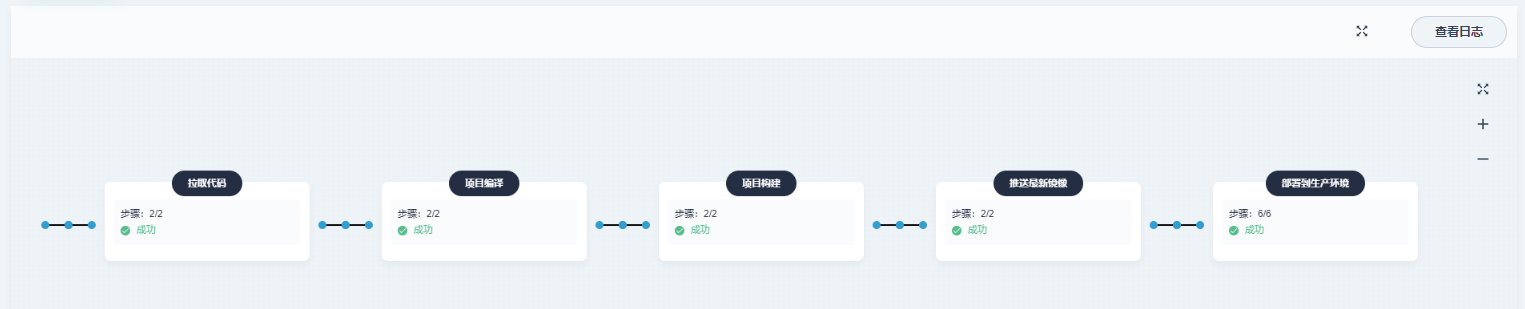 查看日志
拉取代码
步骤：2/2
成功
项目编译
步骤：2/2
成功
项目构建
步骤：2/2
成功
推送最新镜像
步骤：2/2
成功
部署到生产环境
步骤：6/6
成功